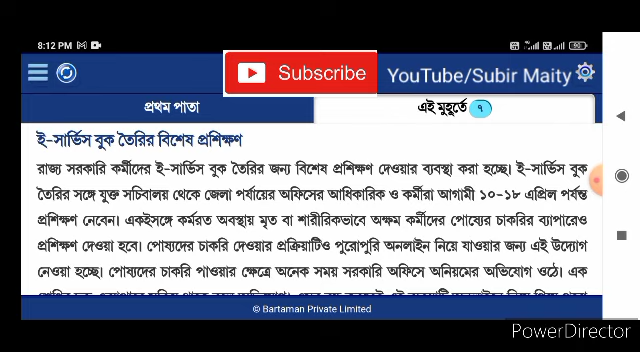 8:12 PM
Subscribe
YouTube/Subir Maity
প্রথম পাতা
এই মুহূর্তে ৭
ই-সার্ভিস বুক তৈরির বিশেষ প্রশিক্ষণ
রাজ্য সরকারি কর্মীদের ই-সার্ভিস বুক তৈরির জন্য বিশেষ প্রশিক্ষণ দেওয়ার ব্যবস্থা করা হচ্ছে। ই-সার্ভিস বুক
তৈরির সঙ্গে যুক্ত সচিবালয় থেকে জেলা পর্যায়ের অফিসের আধিকারিক ও কর্মীরা আগামী ১০-১৮ এপ্রিল পর্যন্ত
প্রশিক্ষণ নেবেন। একইসঙ্গে কর্মরত অবস্থায় মৃত বা শারীরিকভাবে অক্ষম কর্মীদের পোষ্যের চাকরির ব্যাপারেও
প্রশিক্ষণ দেওয়া হবে। পোষ্যদের চাকরি দেওয়ার প্রক্রিয়াটিও পুরোপুরি অনলাইন নিয়ে যাওয়ার জন্য এই উদ্যোগ
নেওয়া হচ্ছে। পোষ্যদের চাকরি পাওয়ার ক্ষেত্রে অনেক সময় সরকারি অফিসে অনিয়মের অভিযোগ ওঠে। এক
© Bartaman Private Limited
PowerDirector